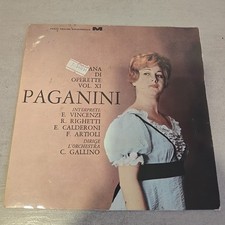 ANA
DI
OPERETTE
VOL. XI
PAGANINI
INTERPRETI
E. VINCENZI
R. RIGHETTI
E. CALDERONI
F. ARTIOLI
DIRIGE
L'ORCHESTRA
C. GALLINO